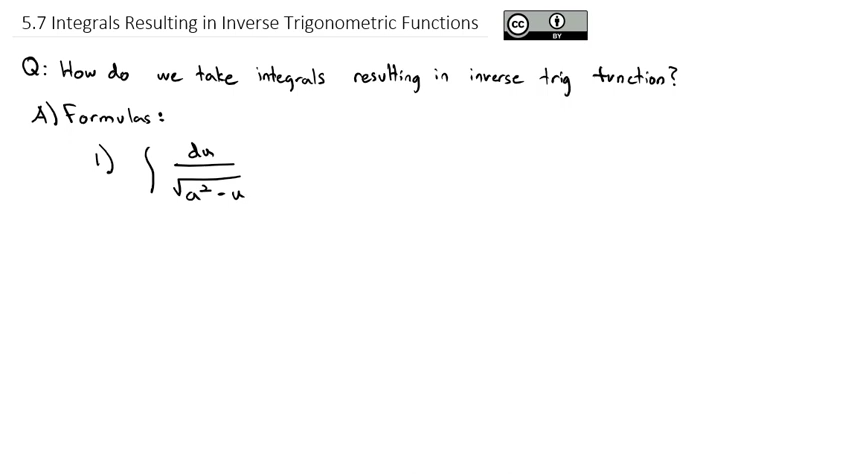 5.7 Integrals Resulting in Inverse Trigonometric Functions
cc BY
Q: How do we take integrals resulting in inverse trig function?
A) Formulas:
1) ∫ du / √(a² - u